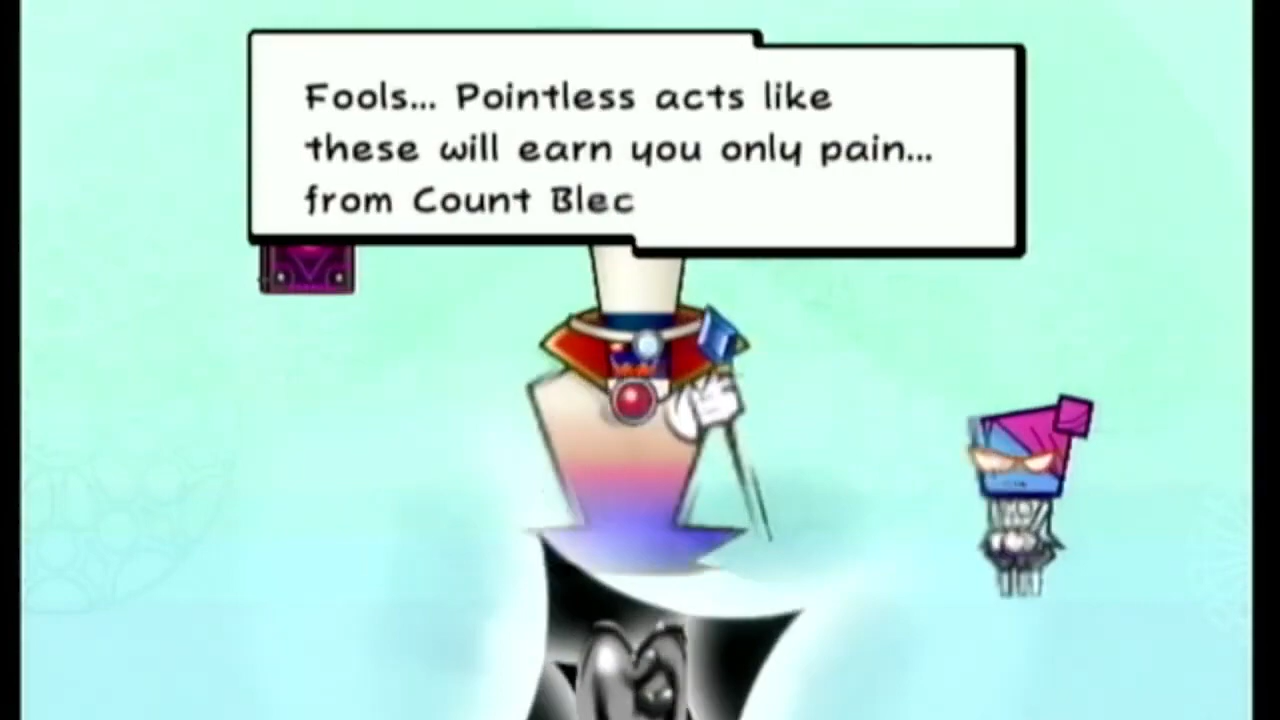 Fools... Pointless acts like
these will earn you only pain...
from Count Blec